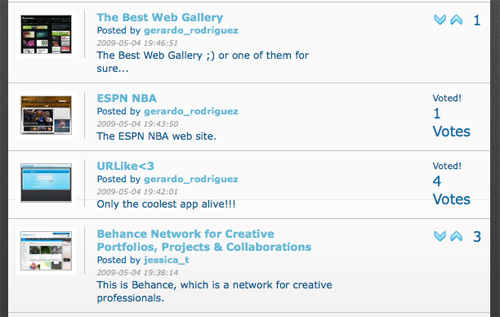 The Best Web Gallery
Posted by gerardo_rodriguez
2009-05-04 19:46:51
The Best Web Gallery ;) or one of them for
sure...
1
ESPN NBA
Posted by gerardo_rodriguez
2009-05-04 19:43:50
The ESPN NBA web site.
Voted!
1
Votes
URLike<3
Posted by gerardo_rodriguez
2009-05-04 19:42:01
Only the coolest app alive!!!
Voted!
4
Votes
Behance Network for Creative
Portfolios, Projects & Collaborations
Posted by jessica_t
2009-05-04 19:38:14
This is Behance, which is a network for creative
professionals.
3